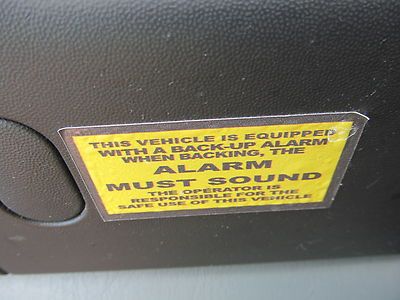 THIS VEHICLE IS EQUIPPED
WITH A BACK-UP ALARM
WHEN BACKING, THE
ALARM
MUST SOUND
THE OPERATOR IS
RESPONSIBLE FOR THE
SAFE USE OF THIS VEHICLE